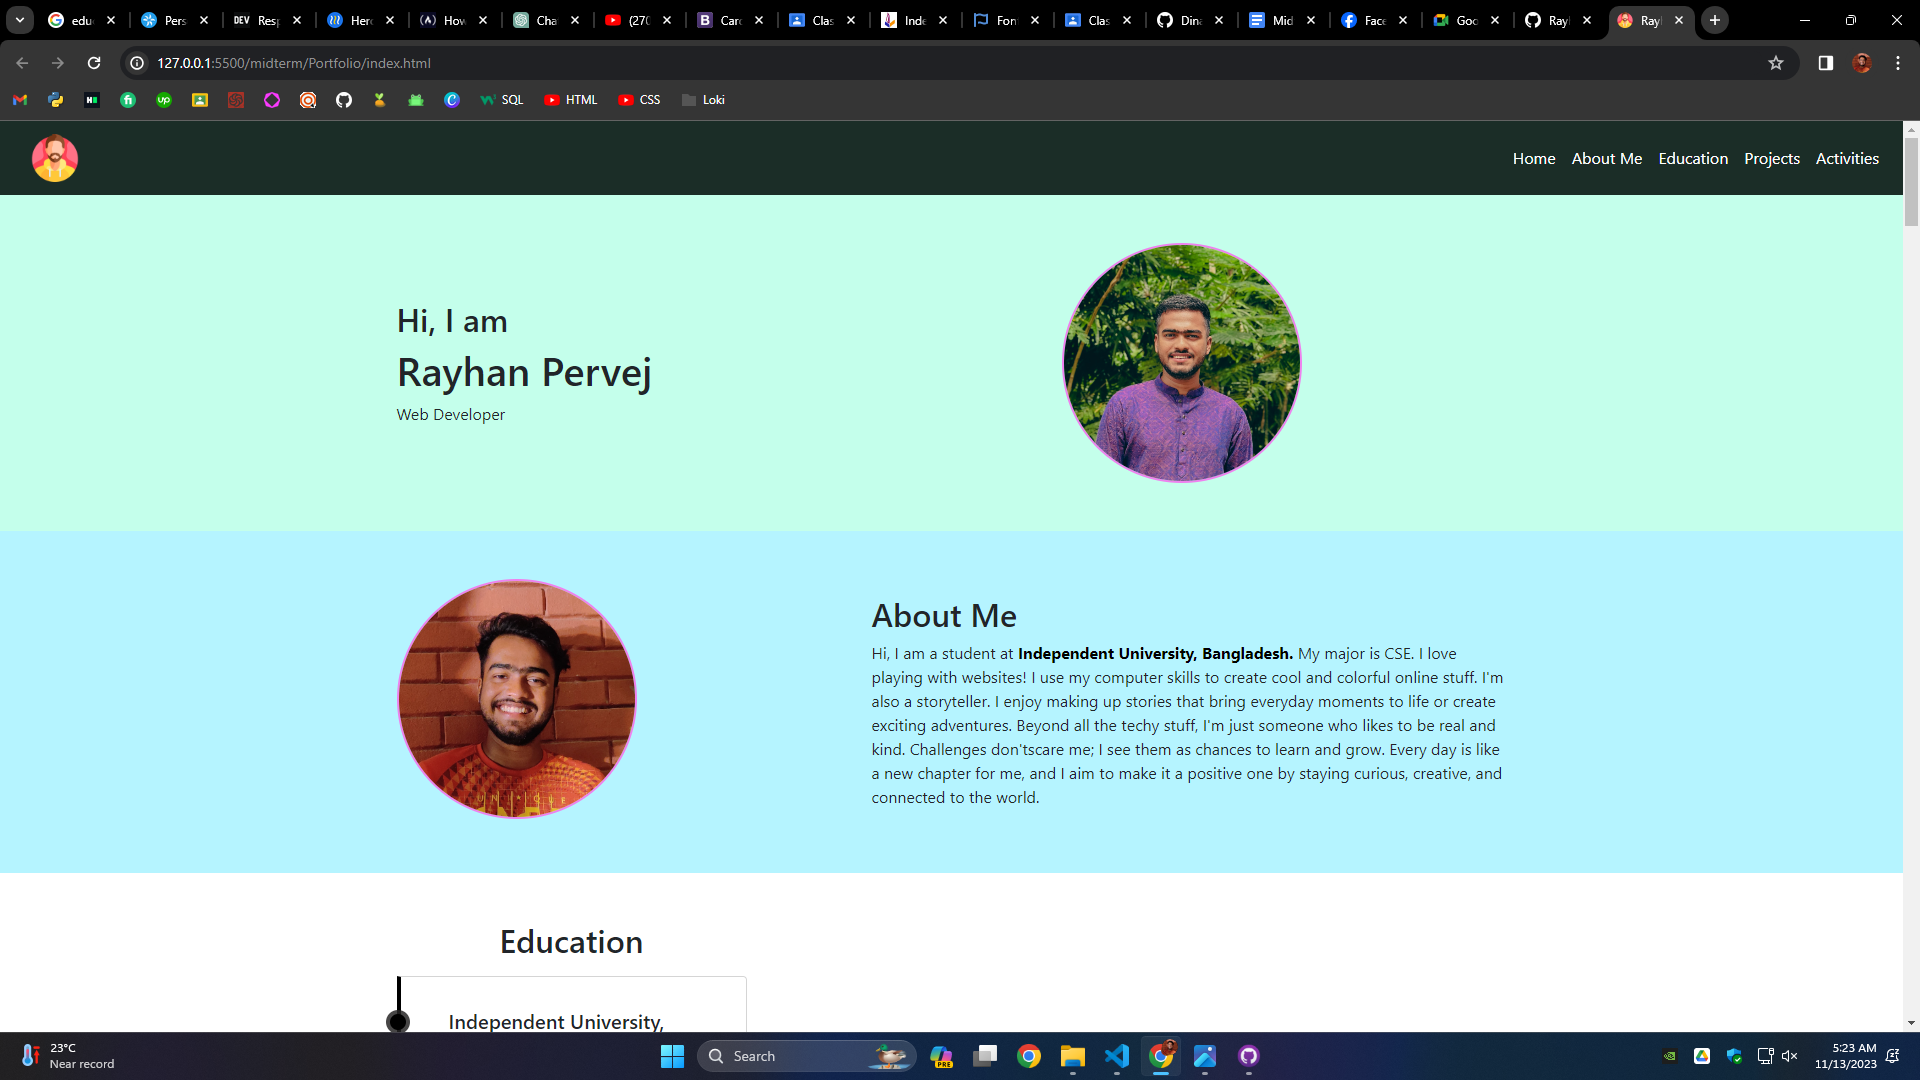 edu
Pers
DEV Res
Hero
How
Cha
(270
Card
Clas
Inde
Fon
Clas
Dina
Mid
Face
Goo
Rayl
Rayl
127.0.0.1:5500/midterm/Portfolio/index.html
SQL
HTML
CSS
Loki
Home About Me Education Projects Activities
Hi, I am
Rayhan Pervej
Web Developer
About Me
Hi, I am a student at Independent University, Bangladesh. My major is CSE. I love
playing with websites! I use my computer skills to create cool and colorful online stuff. I'm
also a storyteller. I enjoy making up stories that bring everyday moments to life or create
exciting adventures. Beyond all the techy stuff, I'm just someone who likes to be real and
kind. Challenges don'tscare me; I see them as chances to learn and grow. Every day is like
a new chapter for me, and I aim to make it a positive one by staying curious, creative, and
connected to the world.
Education
Independent University,
23°C
Near record
Search
PRE
5:23 AM
11/13/2023